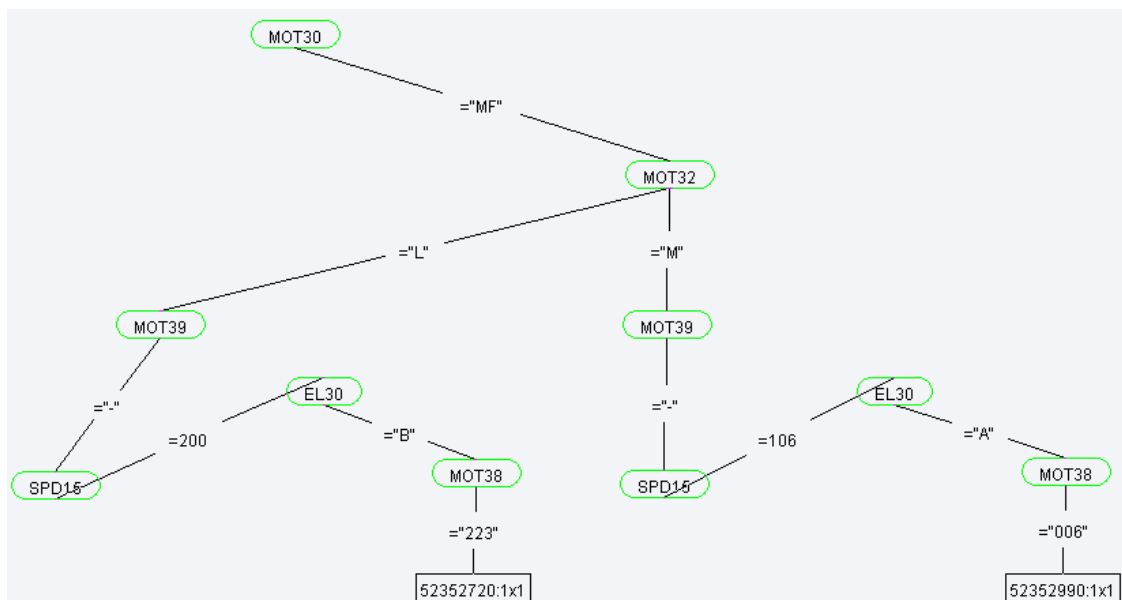 MOT30
="MF"
MOT32
="L"
="M"
MOT39
MOT39
EL30
EL30
="-"
="-"
=200
="B"
=106
="A"
SPD15
MOT38
SPD15
MOT38
="223"
="006"
52352720:1x1
52352990:1x1